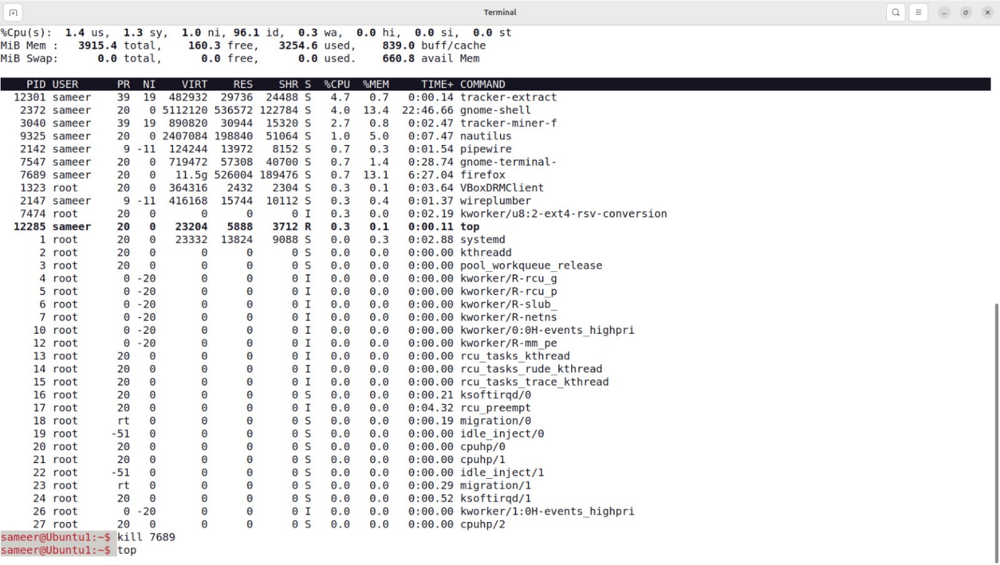 Terminal
%Cpu(s):  1.4 us,  1.3 sy,  1.0 ni, 96.1 id,  0.3 wa,  0.0 hi,  0.0 si,  0.0 st
MiB Mem :   3915.4 total,    160.3 free,   3254.6 used,    839.0 buff/cache
MiB Swap:      0.0 total,      0.0 free,      0.0 used.    660.8 avail Mem
PID USER      PR  NI    VIRT    RES    SHR S  %CPU  %MEM     TIME+ COMMAND
12301 sameer    39  19  482932  29736  24488 S   4.7   0.7   0:00.14 tracker-extract
2372 sameer    20   0 5112120 536572 122784 S   4.0  13.4  22:46.66 gnome-shell
3040 sameer    39  19  890820  30944  15320 S   2.7   0.8   0:02.47 tracker-miner-f
9325 sameer    20   0 2407084 198840  51064 S   1.0   5.0   0:07.47 nautilus
2142 sameer     9 -11  124244  13972   8152 S   0.7   0.3   0:01.54 pipewire
7547 sameer    20   0  719472  57308  40700 S   0.7   1.4   0:28.74 gnome-terminal-
7689 sameer    20   0   11.5g 526004 189476 S   0.7  13.1   6:27.04 firefox
1323 root      20   0  364316   2432   2304 S   0.3   0.1   0:03.64 VBoxDRMClient
2147 sameer     9 -11  416168  15744  10112 S   0.3   0.4   0:01.37 wireplumber
7474 root      20   0       0      0      0 I   0.3   0.0   0:02.19 kworker/u8:2-ext4-rsv-conversion
12285 sameer    20   0   23204   5888   3712 R   0.3   0.1   0:00.11 top
1 root      20   0   23332  13824   9088 S   0.0   0.3   0:02.88 systemd
2 root      20   0       0      0      0 S   0.0   0.0   0:00.00 kthreadd
3 root      20   0       0      0      0 S   0.0   0.0   0:00.00 pool_workqueue_release
4 root       0 -20       0      0      0 I   0.0   0.0   0:00.00 kworker/R-rcu_g
5 root       0 -20       0      0      0 I   0.0   0.0   0:00.00 kworker/R-rcu_p
6 root       0 -20       0      0      0 I   0.0   0.0   0:00.00 kworker/R-slub_
7 root       0 -20       0      0      0 I   0.0   0.0   0:00.00 kworker/R-netns
10 root       0 -20       0      0      0 I   0.0   0.0   0:00.00 kworker/0:0H-events_highpri
12 root       0 -20       0      0      0 I   0.0   0.0   0:00.00 kworker/R-mm_pe
13 root      20   0       0      0      0 I   0.0   0.0   0:00.00 rcu_tasks_kthread
14 root      20   0       0      0      0 I   0.0   0.0   0:00.00 rcu_tasks_rude_kthread
15 root      20   0       0      0      0 I   0.0   0.0   0:00.00 rcu_tasks_trace_kthread
16 root      20   0       0      0      0 S   0.0   0.0   0:00.21 ksoftirqd/0
17 root      20   0       0      0      0 I   0.0   0.0   0:04.32 rcu_preempt
18 root      rt   0       0      0      0 S   0.0   0.0   0:00.19 migration/0
19 root     -51   0       0      0      0 S   0.0   0.0   0:00.00 idle_inject/0
20 root      20   0       0      0      0 S   0.0   0.0   0:00.00 cpuhp/0
21 root      20   0       0      0      0 S   0.0   0.0   0:00.00 cpuhp/1
22 root     -51   0       0      0      0 S   0.0   0.0   0:00.00 idle_inject/1
23 root      rt   0       0      0      0 S   0.0   0.0   0:00.29 migration/1
24 root      20   0       0      0      0 S   0.0   0.0   0:00.52 ksoftirqd/1
26 root       0 -20       0      0      0 I   0.0   0.0   0:00.00 kworker/1:0H-events_highpri
27 root      20   0       0      0      0 S   0.0   0.0   0:00.00 cpuhp/2
sameer@Ubuntu1:~$ kill 7689
sameer@Ubuntu1:~$ top